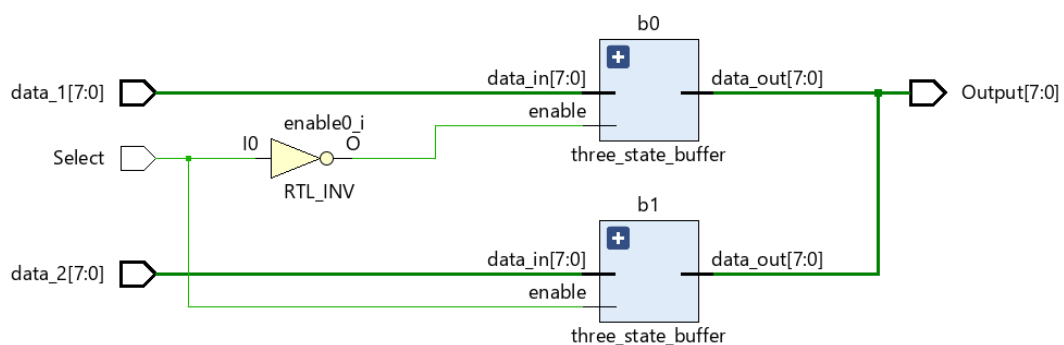 b0
data_1[7:0]
data_in[7:0]
data_out[7:0]
Output[7:0]
enable
enable0_i
Select
I0
O
three_state_buffer
RTL_INV
b1
data_2[7:0]
data_in[7:0]
data_out[7:0]
enable
three_state_buffer